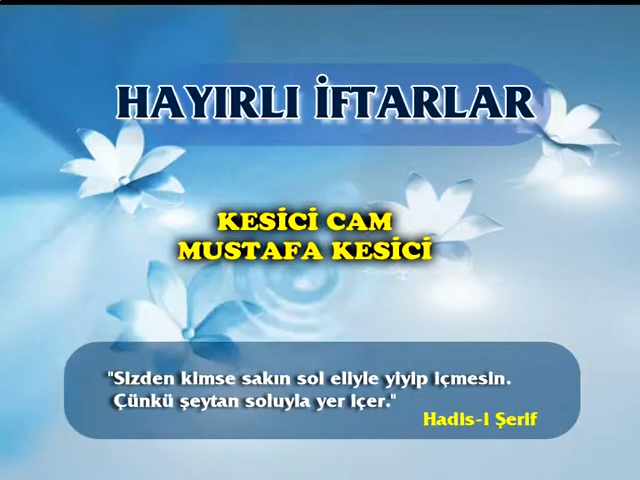 HAYIRLI İFTARLAR
KESİCİ CAM
MUSTAFA KESİCİ
"Sizden kimse sakın sol eliyle yiyip içmesin.
Çünkü şeytan soluyla yer içer."
Hadis-i Şerif